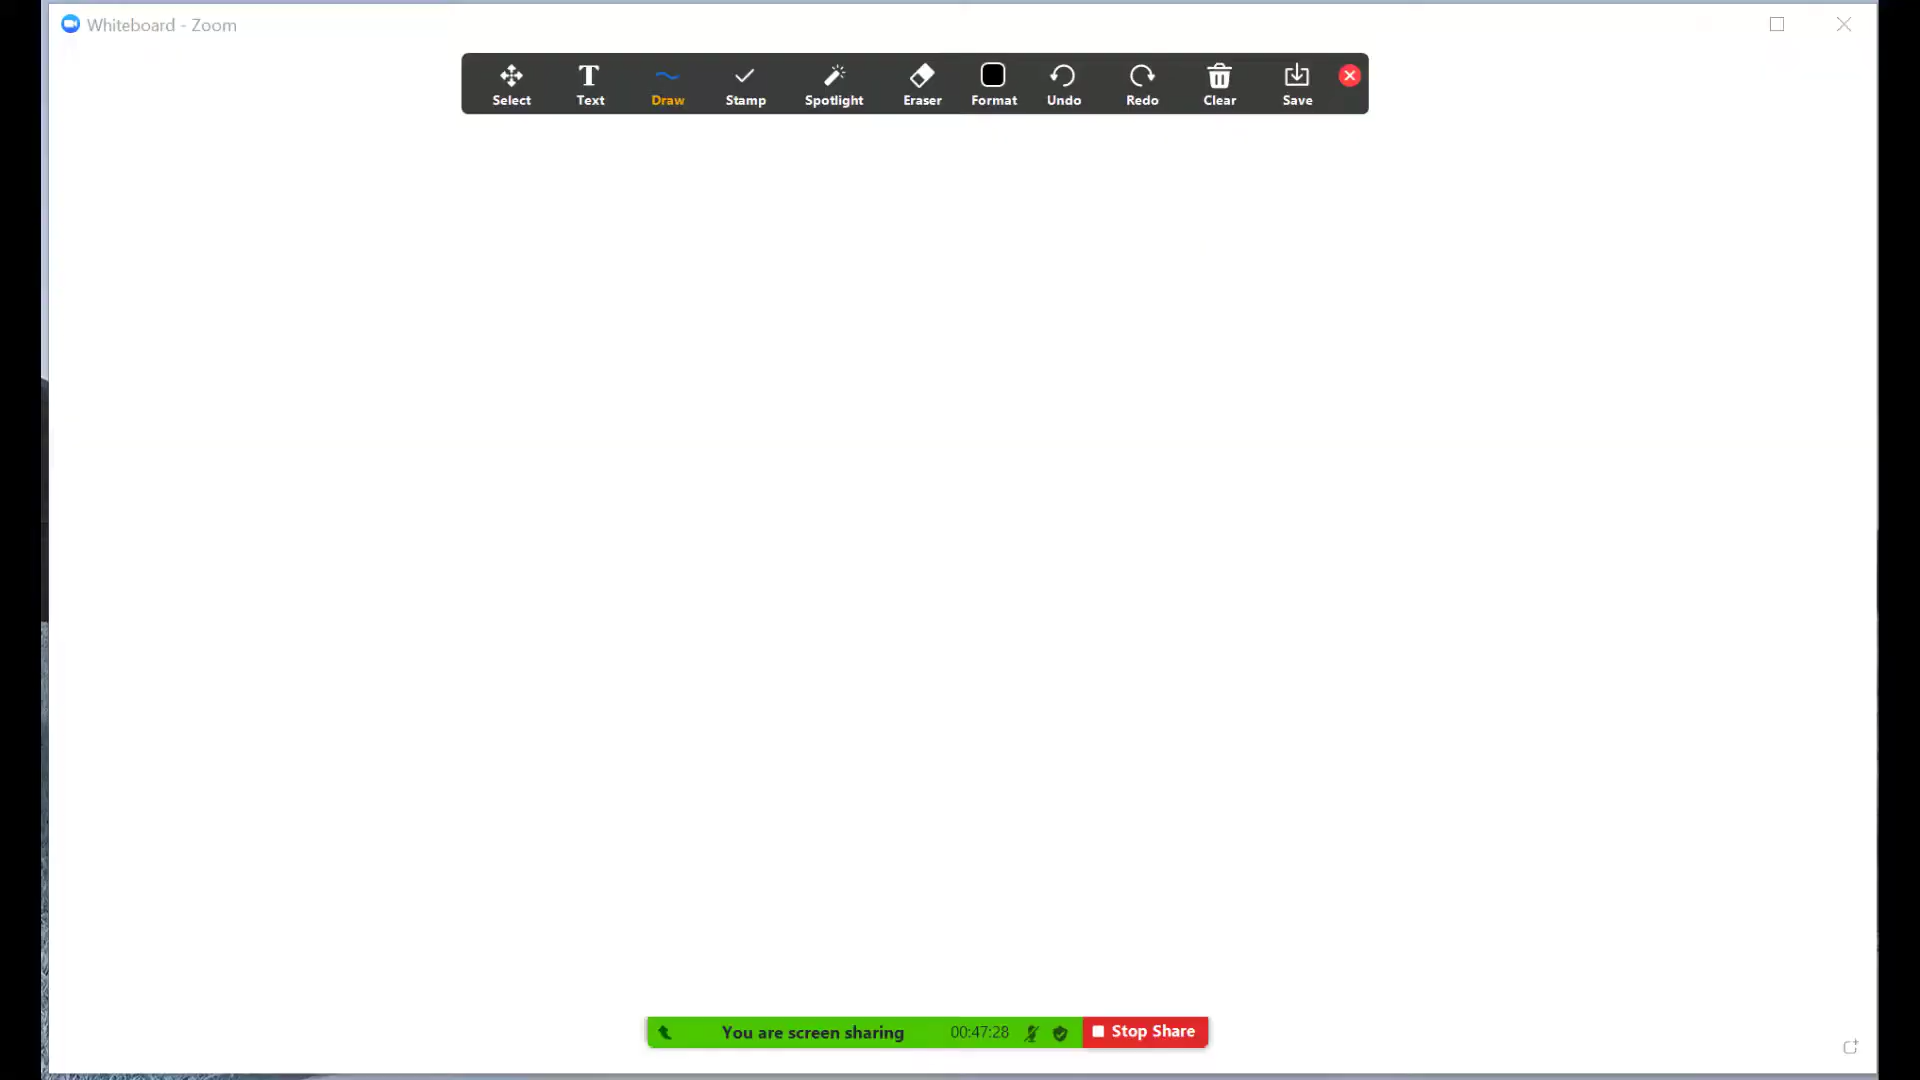 Whiteboard - Zoom
Select Text Draw Stamp Spotlight Eraser Format Undo Redo Clear Save
You are screen sharing 00:47:28 Stop Share